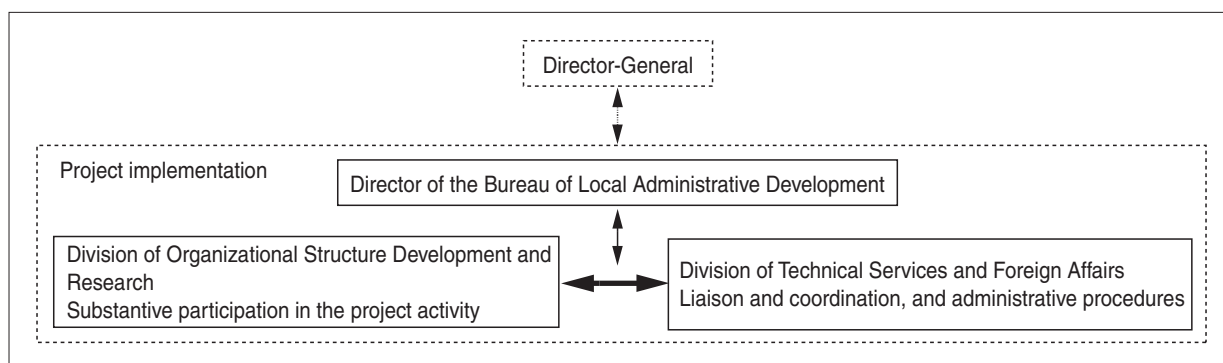 Director-General
Project implementation
Director of the Bureau of Local Administrative Development
Division of Organizational Structure Development and
Research
Substantive participation in the project activity
Division of Technical Services and Foreign Affairs
Liaison and coordination, and administrative procedures